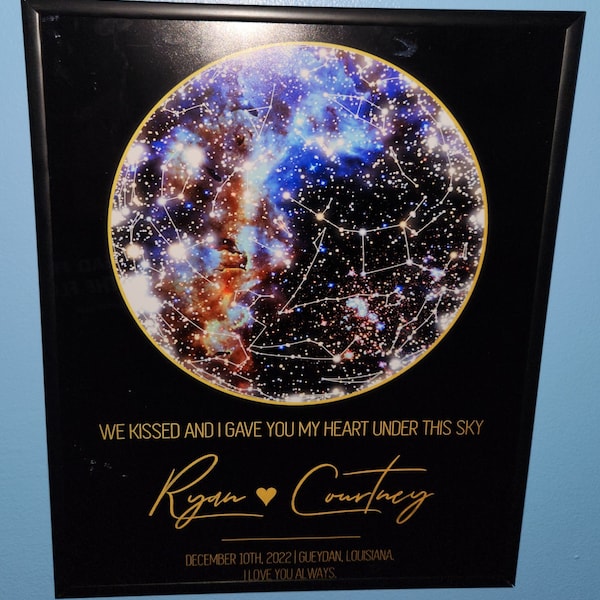 WE KISSED AND I GAVE YOU MY HEART UNDER THIS SKY
Ryan ♥ Courtney
DECEMBER 10TH, 2022 | GUEYDAN, LOUISIANA.
I LOVE YOU ALWAYS.